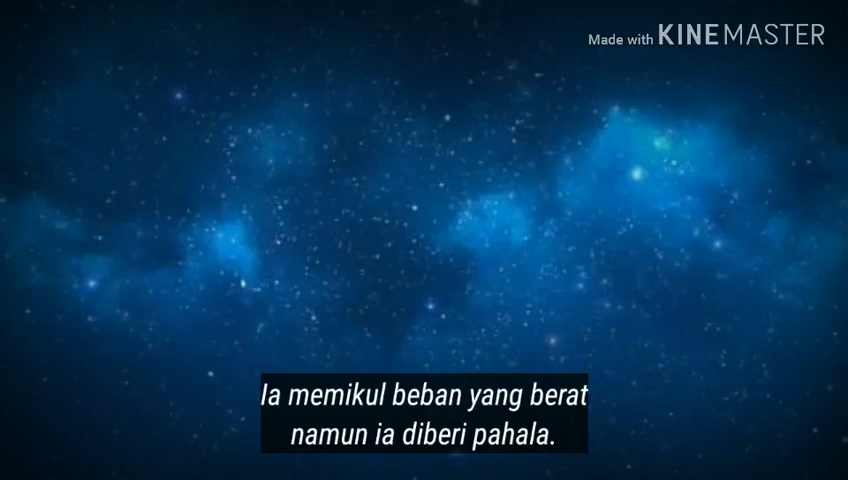 Made with KINEMASTER
Ia memikul beban yang berat
namun ia diberi pahala.